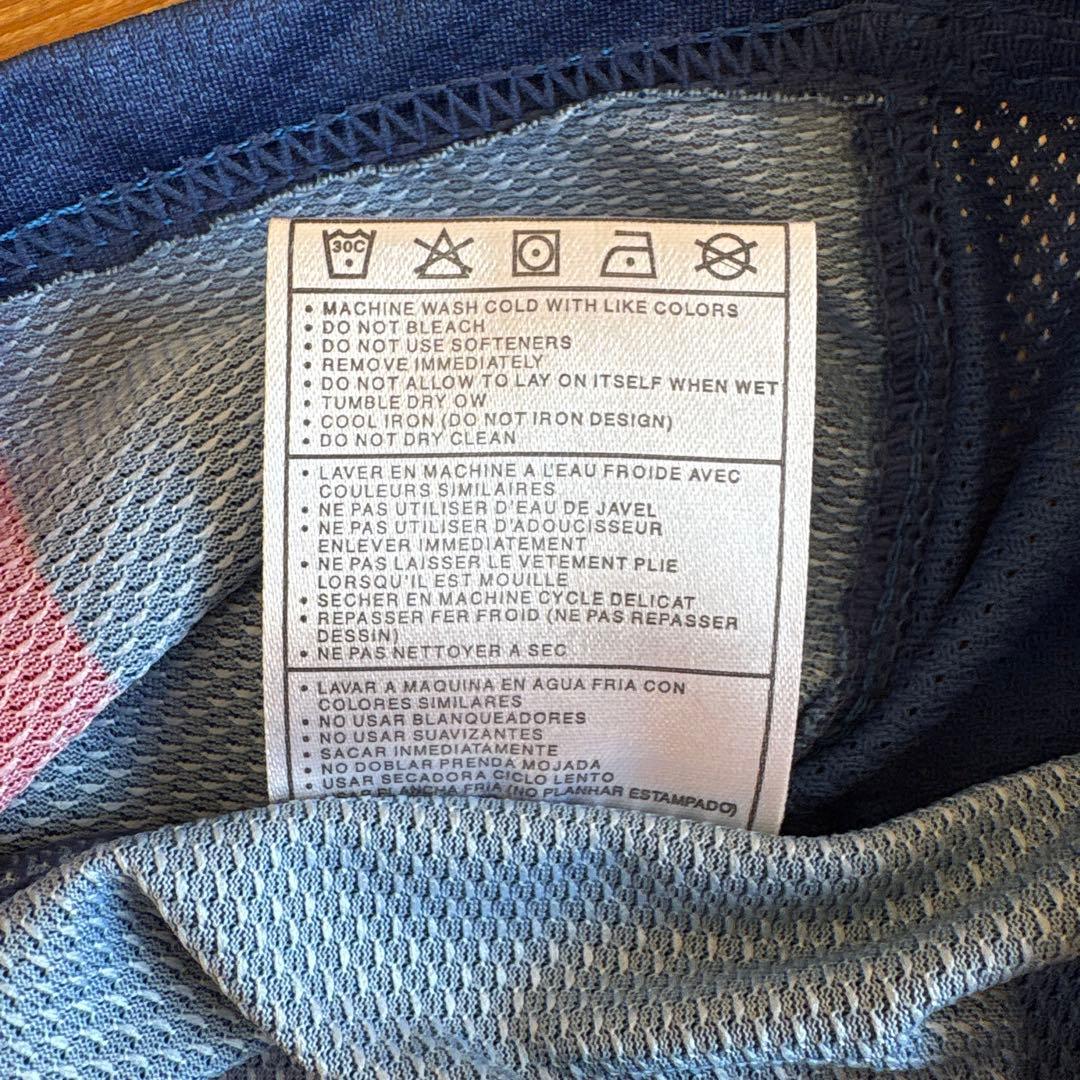 30C
• MACHINE WASH COLD WITH LIKE COLORS
• DO NOT BLEACH
• DO NOT USE SOFTENERS
• REMOVE IMMEDIATELY
• DO NOT ALLOW TO LAY ON ITSELF WHEN WET
• TUMBLE DRY OW
• COOL IRON (DO NOT IRON DESIGN)
• DO NOT DRY CLEAN
• LAVER EN MACHINE A L'EAU FROIDE AVEC
COULEURS SIMILAIRES
• NE PAS UTILISER D'EAU DE JAVEL
• NE PAS UTILISER D'ADOUCISSEUR
ENLEVER IMMEDIATEMENT
• NE PAS LAISSER LE VETEMENT PLIE
LORSQU'IL EST MOUILLE
• SECHER EN MACHINE CYCLE DELICAT
• REPASSER FER FROID (NE PAS REPASSER
DESSIN)
• NE PAS NETTOYER A SEC
• LAVAR A MAQUINA EN AGUA FRIA CON
COLORES SIMILARES
• NO USAR BLANQUEADORES
• NO USAR SUAVIZANTES
• SACAR INMEDIATAMENTE
• NO DOBLAR PRENDA MOJADA
• USAR SECADORA CICLO LENTO
PLANCHA FRIA (NO PLANHAR ESTAMPADO)